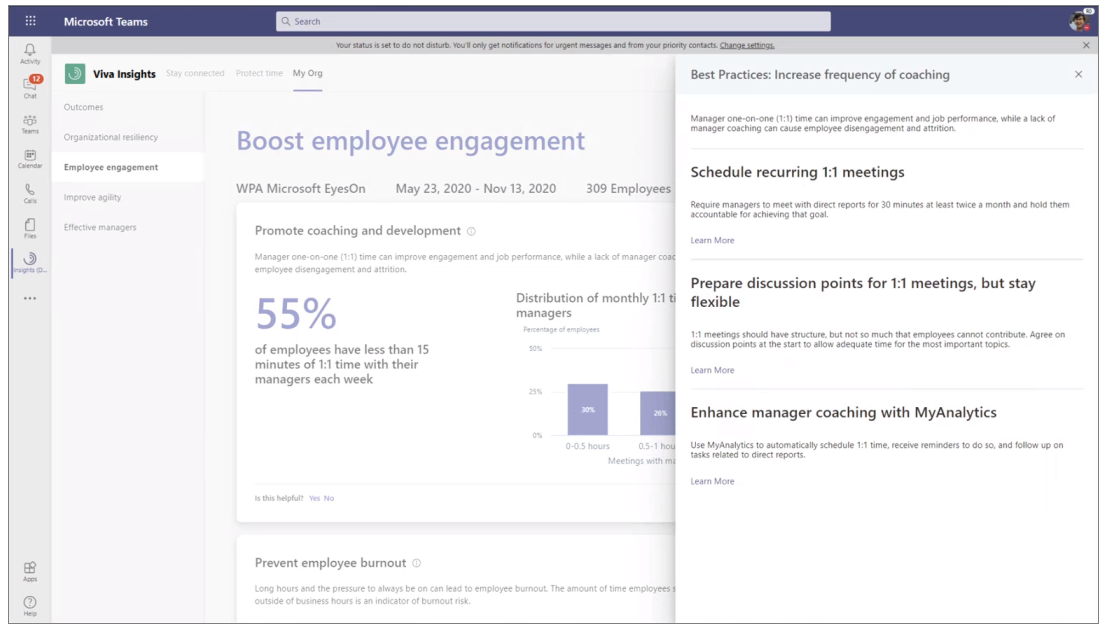 Microsoft Teams
Search
Your status is set to do not disturb. You'll only get notifications for urgent messages and from your priority contacts. Change settings.
Activity
12
Chat
Teams
Calendar
Calls
Files
Insights (D...
Apps
Help
Viva Insights
Stay connected
Protect time
My Org
Outcomes
Organizational resiliency
Employee engagement
Improve agility
Effective managers
Boost employee engagement
WPA Microsoft EyesOn May 23, 2020 - Nov 13, 2020 309 Employees
Promote coaching and development
Manager one-on-one (1:1) time can improve engagement and job performance, while a lack of manager coac
employee disengagement and attrition.
55%
of employees have less than 15
minutes of 1:1 time with their
managers each week
Distribution of monthly 1:1 ti
managers
Percentage of employees
50%
25%
0%
30%
26%
0-0.5 hours
0.5-1 hou
Meetings with ma
Is this helpful? Yes No
Prevent employee burnout
Long hours and the pressure to always be on can lead to employee burnout. The amount of time employees s
outside of business hours is an indicator of burnout risk.
Best Practices: Increase frequency of coaching
Manager one-on-one (1:1) time can improve engagement and job performance, while a lack of
manager coaching can cause employee disengagement and attrition.
Schedule recurring 1:1 meetings
Require managers to meet with direct reports for 30 minutes at least twice a month and hold them
accountable for achieving that goal.
Learn More
Prepare discussion points for 1:1 meetings, but stay
flexible
1:1 meetings should have structure, but not so much that employees cannot contribute. Agree on
discussion points at the start to allow adequate time for the most important topics.
Learn More
Enhance manager coaching with MyAnalytics
Use MyAnalytics to automatically schedule 1:1 time, receive reminders to do so, and follow up on
tasks related to direct reports.
Learn More